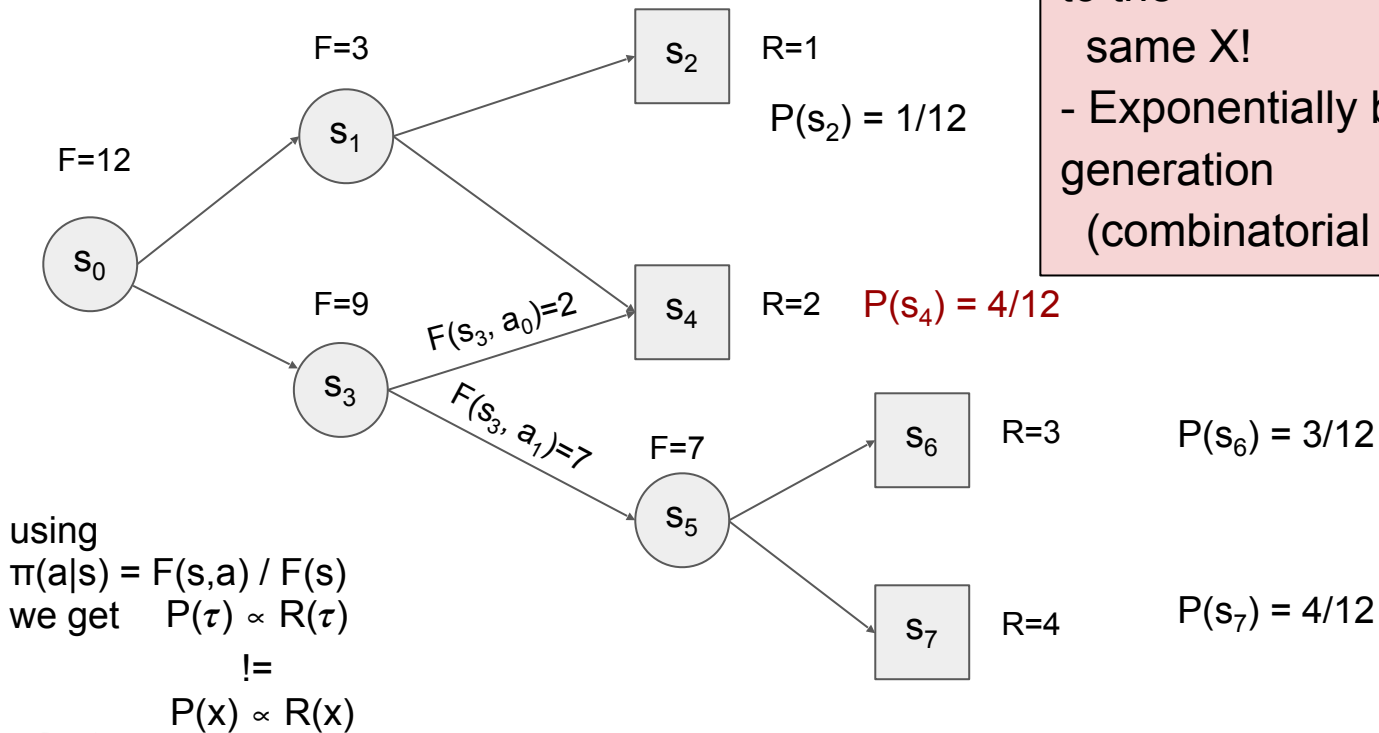 to the
same X!
- Exponentially b
generation
(combinatorial
F=3
s₂
R=1
P(s₂) = 1/12
s₁
F=12
s₀
F=9
F(s₃, a₀)=2
s₄
R=2
P(s₄) = 4/12
s₃
F(s₃, a₁)=7
F=7
s₆
R=3
P(s₆) = 3/12
s₅
using
π(a|s) = F(s,a) / F(s)
we get P(τ) ∝ R(τ)
!=
P(x) ∝ R(x)
s₇
R=4
P(s₇) = 4/12